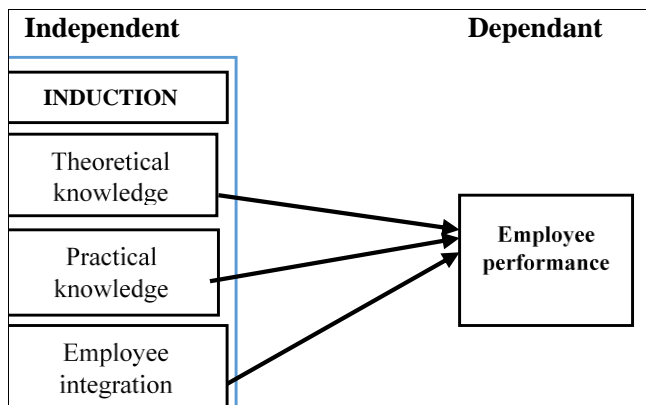 Independent
Dependant
INDUCTION
Theoretical
knowledge
Practical
knowledge
Employee
integration
Employee
performance